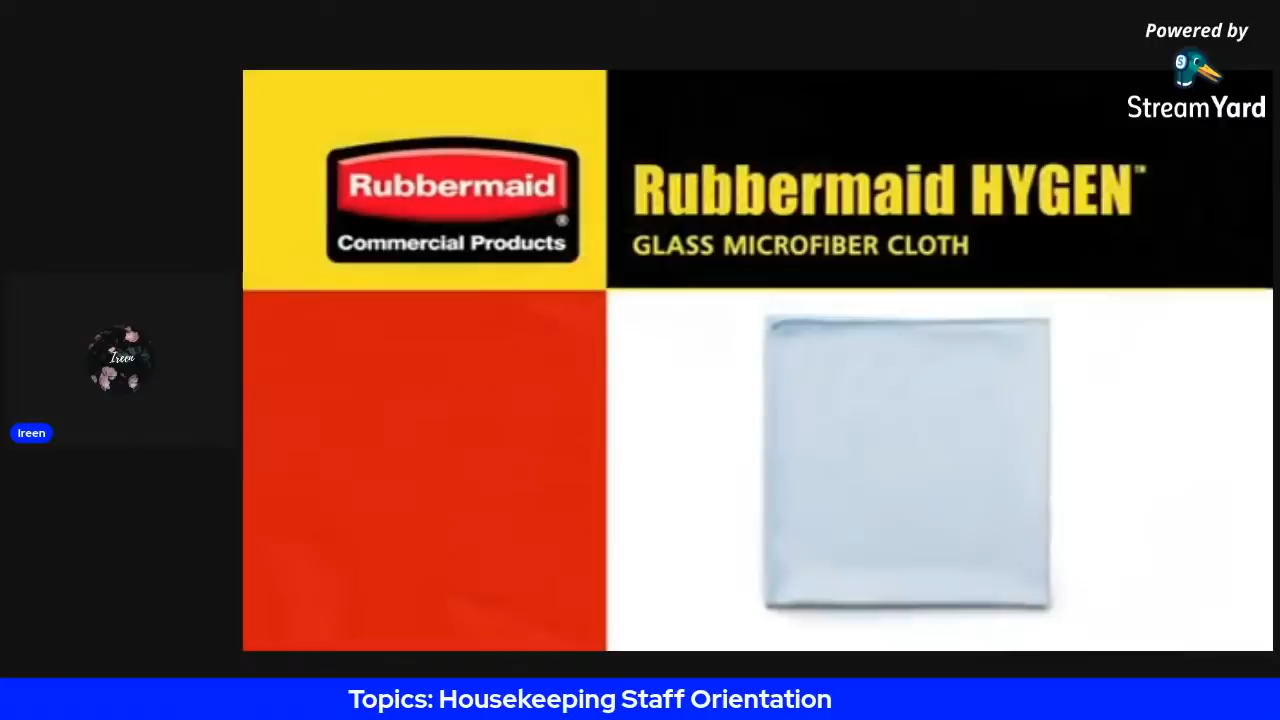 Powered by
StreamYard
Rubbermaid
®
Commercial Products
Rubbermaid HYGEN™
GLASS MICROFIBER CLOTH
Ireen
Ireen
Topics: Housekeeping Staff Orientation